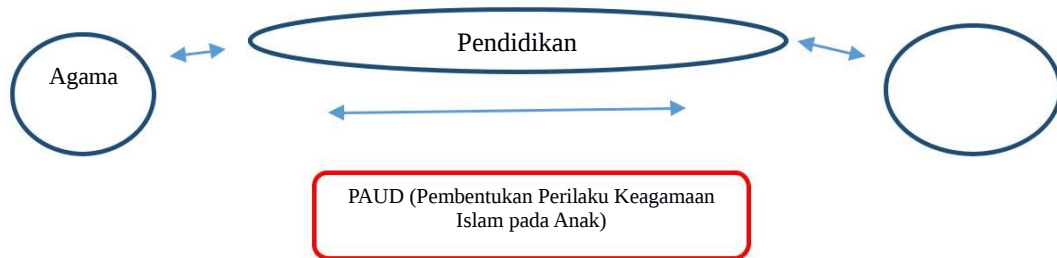 Pendidikan
Agama
PAUD (Pembentukan Perilaku Keagamaan
Islam pada Anak)